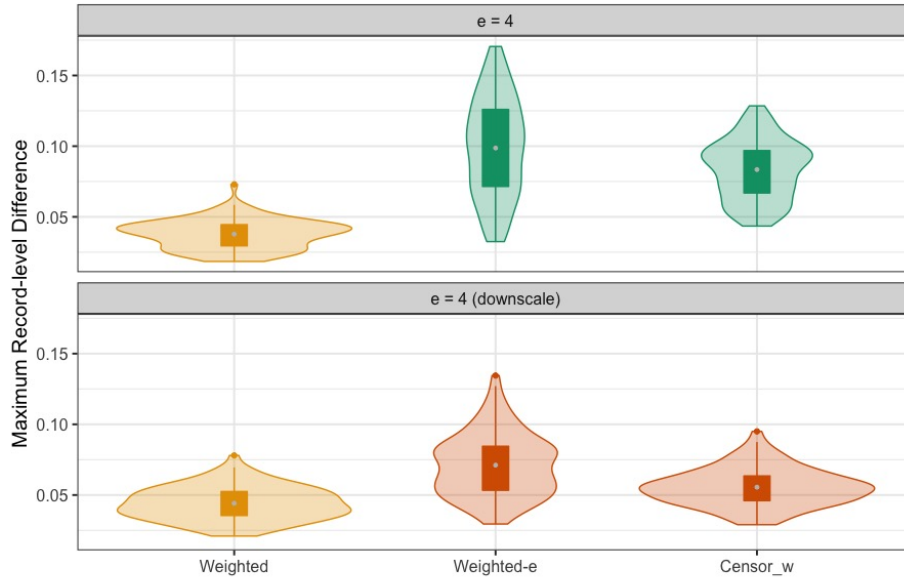 e = 4
0.15
0.10
0.05
e = 4 (downscale)
0.15
0.10
0.05
Maximum Record-level Difference
Weighted Weighted-e Censor_w